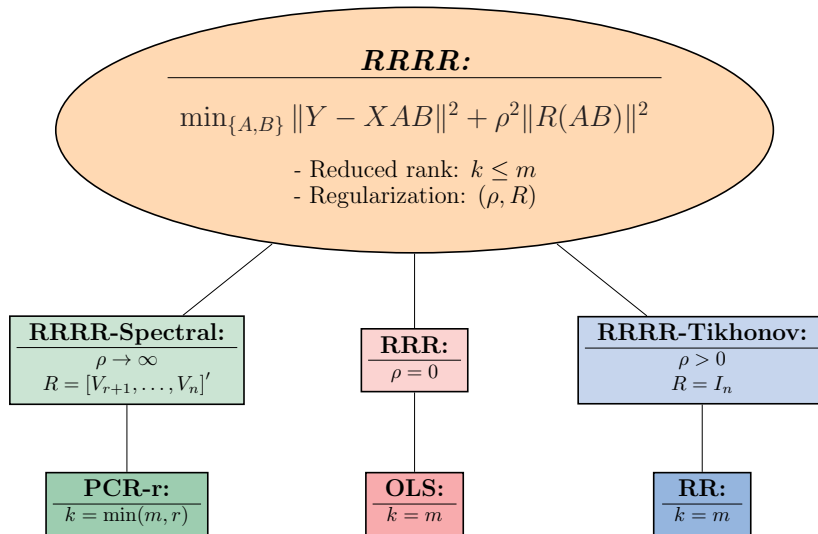 RRRR:
min_{A,B} ‖Y − XAB‖² + ρ²‖R(AB)‖²
- Reduced rank: k ≤ m
- Regularization: (ρ, R)
RRRR-Spectral:
ρ → ∞
R = [V_{r+1}, . . . , V_n]′
RRR:
ρ = 0
RRRR-Tikhonov:
ρ > 0
R = I_n
PCR-r:
k = min(m, r)
OLS:
k = m
RR:
k = m